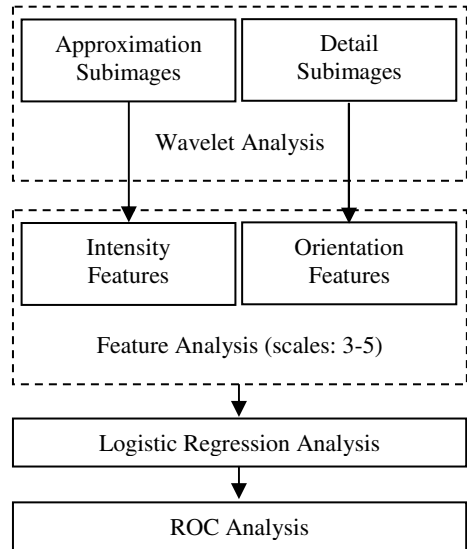 Approximation
Subimages
Detail
Subimages
Wavelet Analysis
Intensity
Features
Orientation
Features
Feature Analysis (scales: 3-5)
Logistic Regression Analysis
ROC Analysis